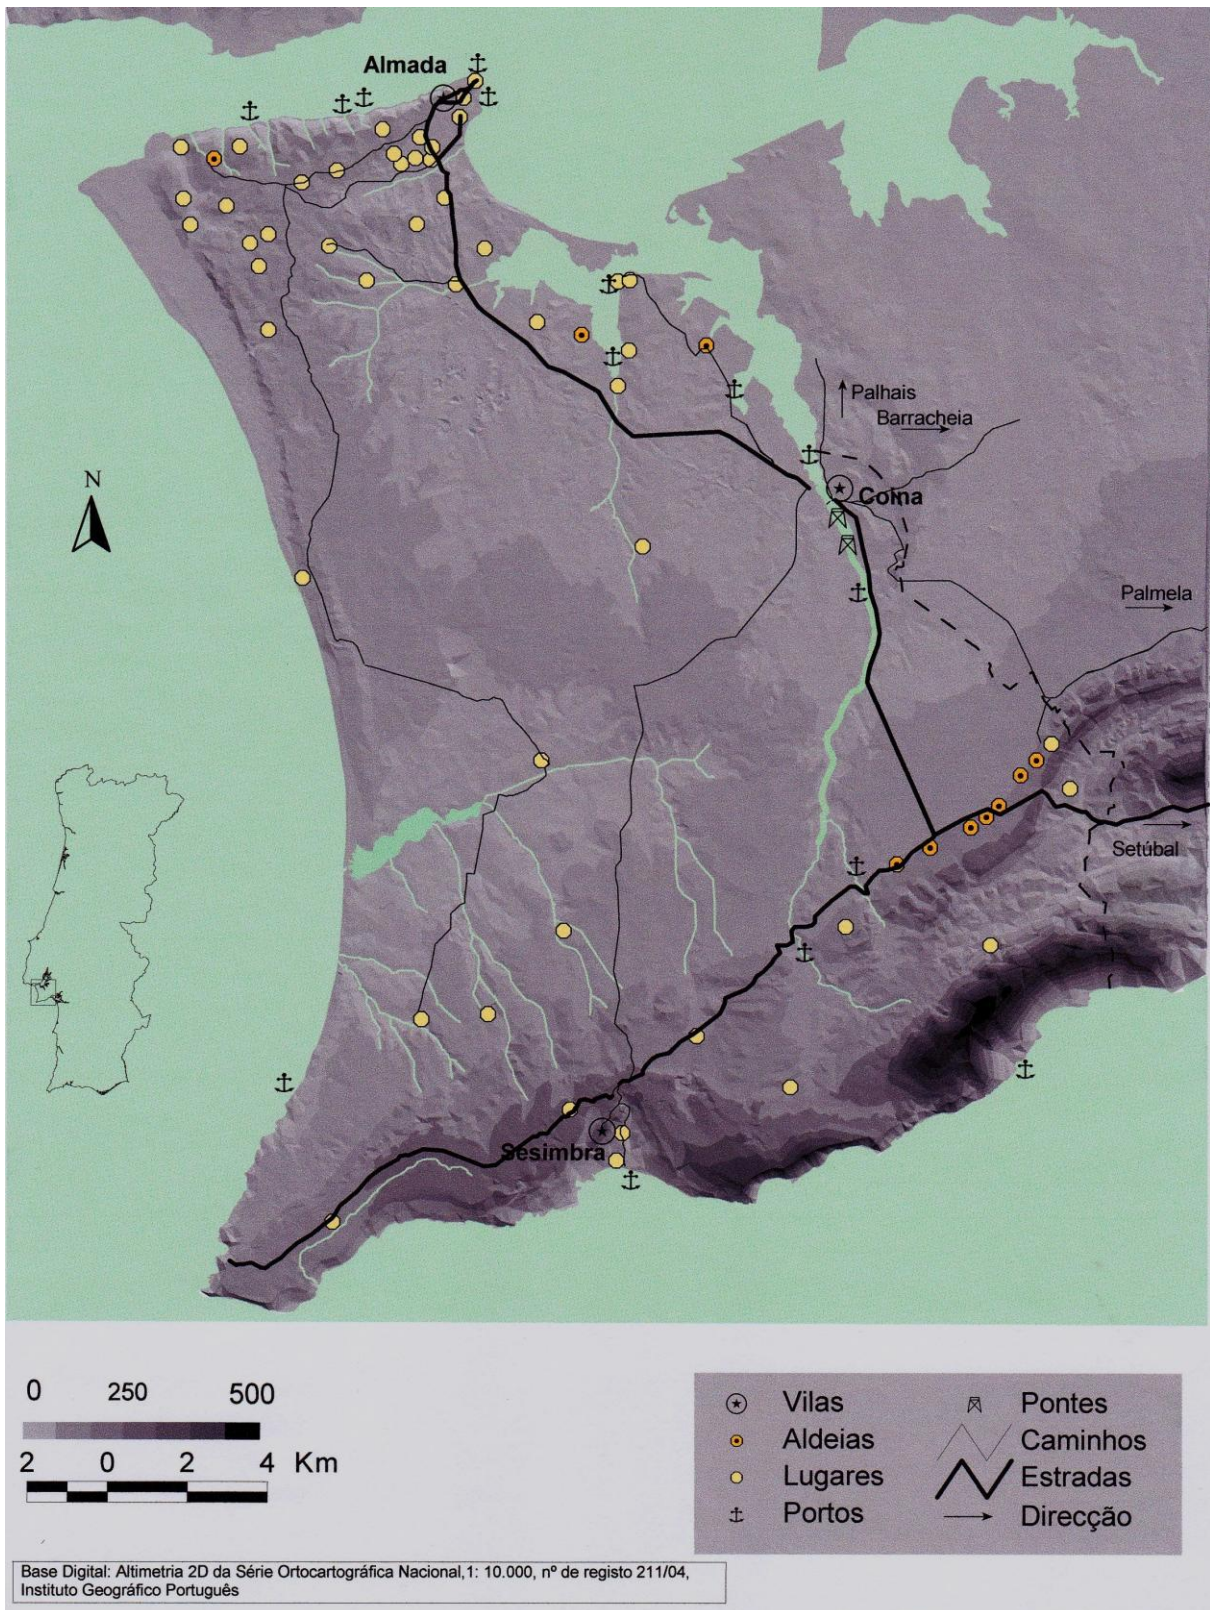 Almada
Palhais
Barracheia
Coina
N
Palmela
Setúbal
Sesimbra
0 250 500
2 0 2 4 Km
Vilas
Aldeias
Lugares
Portos
Pontes
Caminhos
Estradas
Direcção
Base Digital: Altimetria 2D da Série Ortocartográfica Nacional,1: 10.000, nº de registo 211/04,
Instituto Geográfico Português